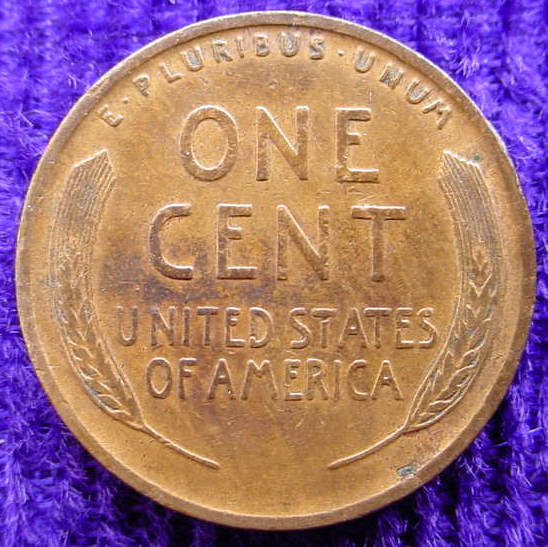 E·PLURIBUS·UNUM
ONE
CENT
UNITED STATES
OF AMERICA